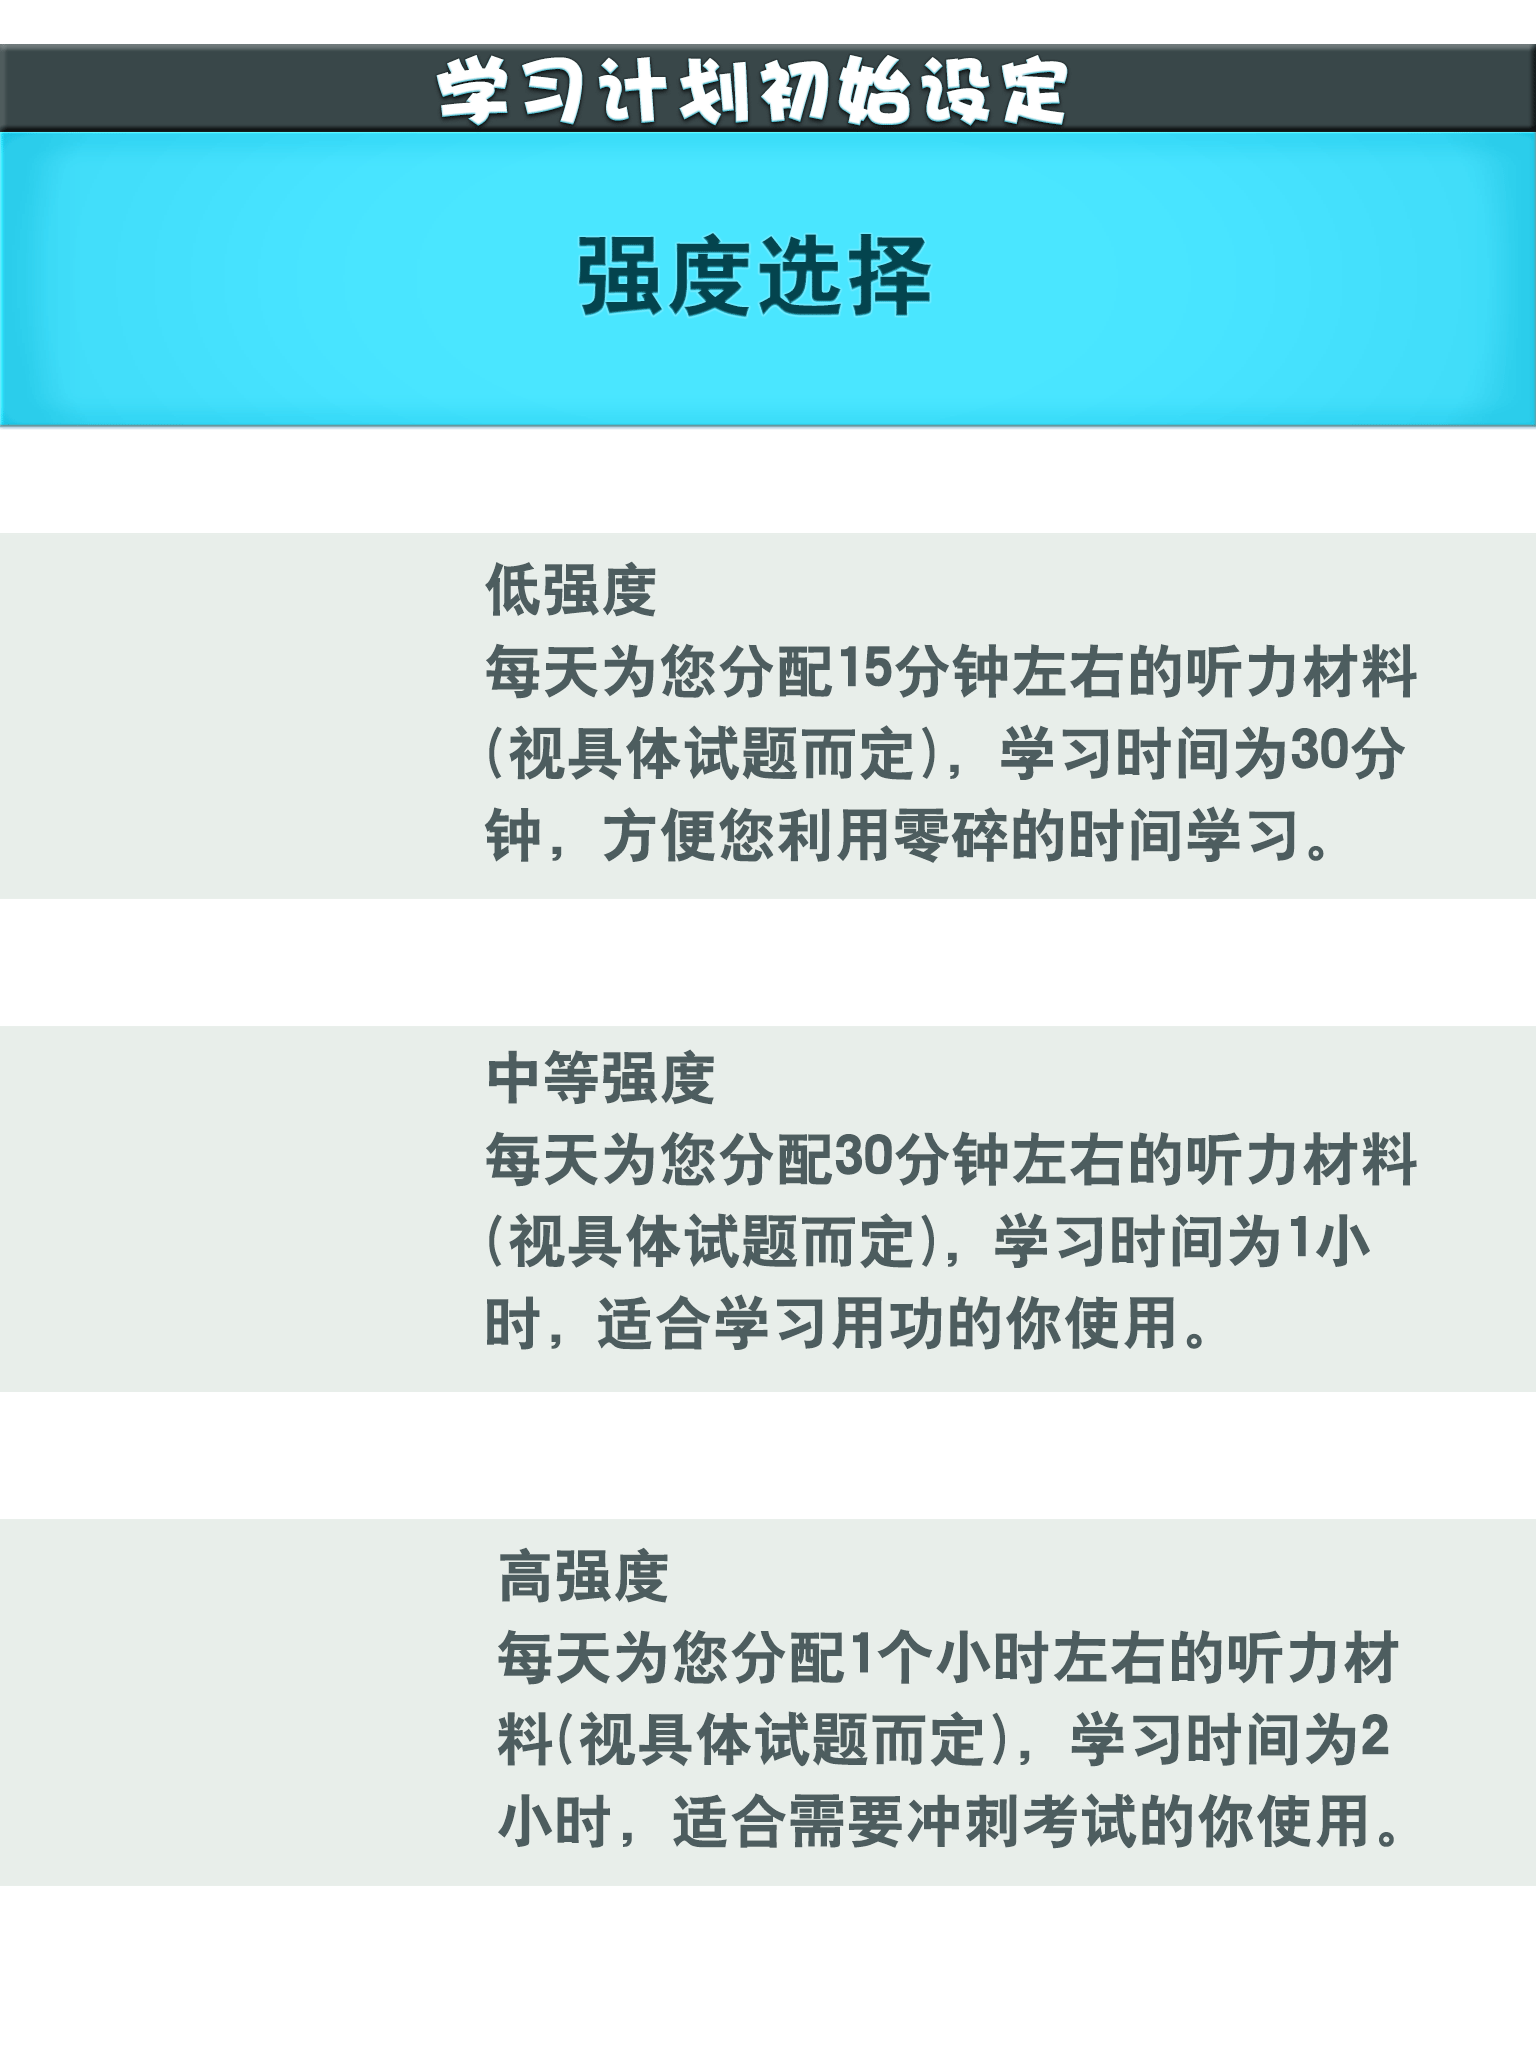 学习计划初始设定
强度选择
低强度
每天为您分配15分钟左右的听力材料
(视具体试题而定)，学习时间为30分
钟，方便您利用零碎的时间学习。
中等强度
每天为您分配30分钟左右的听力材料
(视具体试题而定)，学习时间为1小
时，适合学习用功的你使用。
高强度
每天为您分配1个小时左右的听力材
料(视具体试题而定)，学习时间为2
小时，适合需要冲刺考试的你使用。